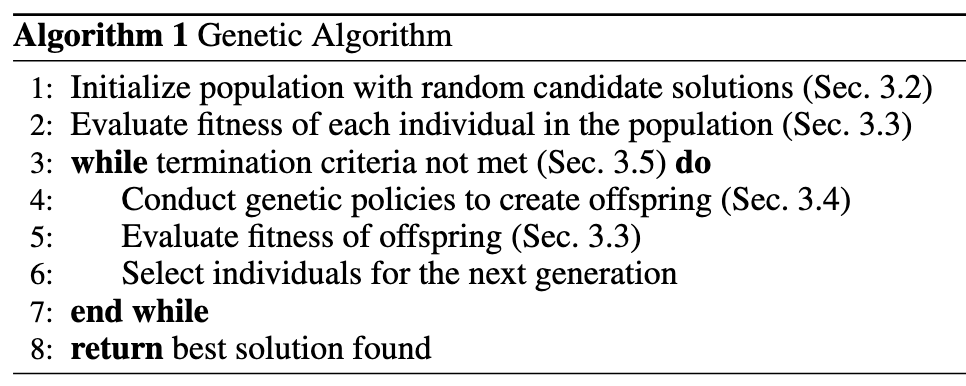 Algorithm 1 Genetic Algorithm
1: Initialize population with random candidate solutions (Sec. 3.2)
2: Evaluate fitness of each individual in the population (Sec. 3.3)
3: while termination criteria not met (Sec. 3.5) do
4: Conduct genetic policies to create offspring (Sec. 3.4)
5: Evaluate fitness of offspring (Sec. 3.3)
6: Select individuals for the next generation
7: end while
8: return best solution found